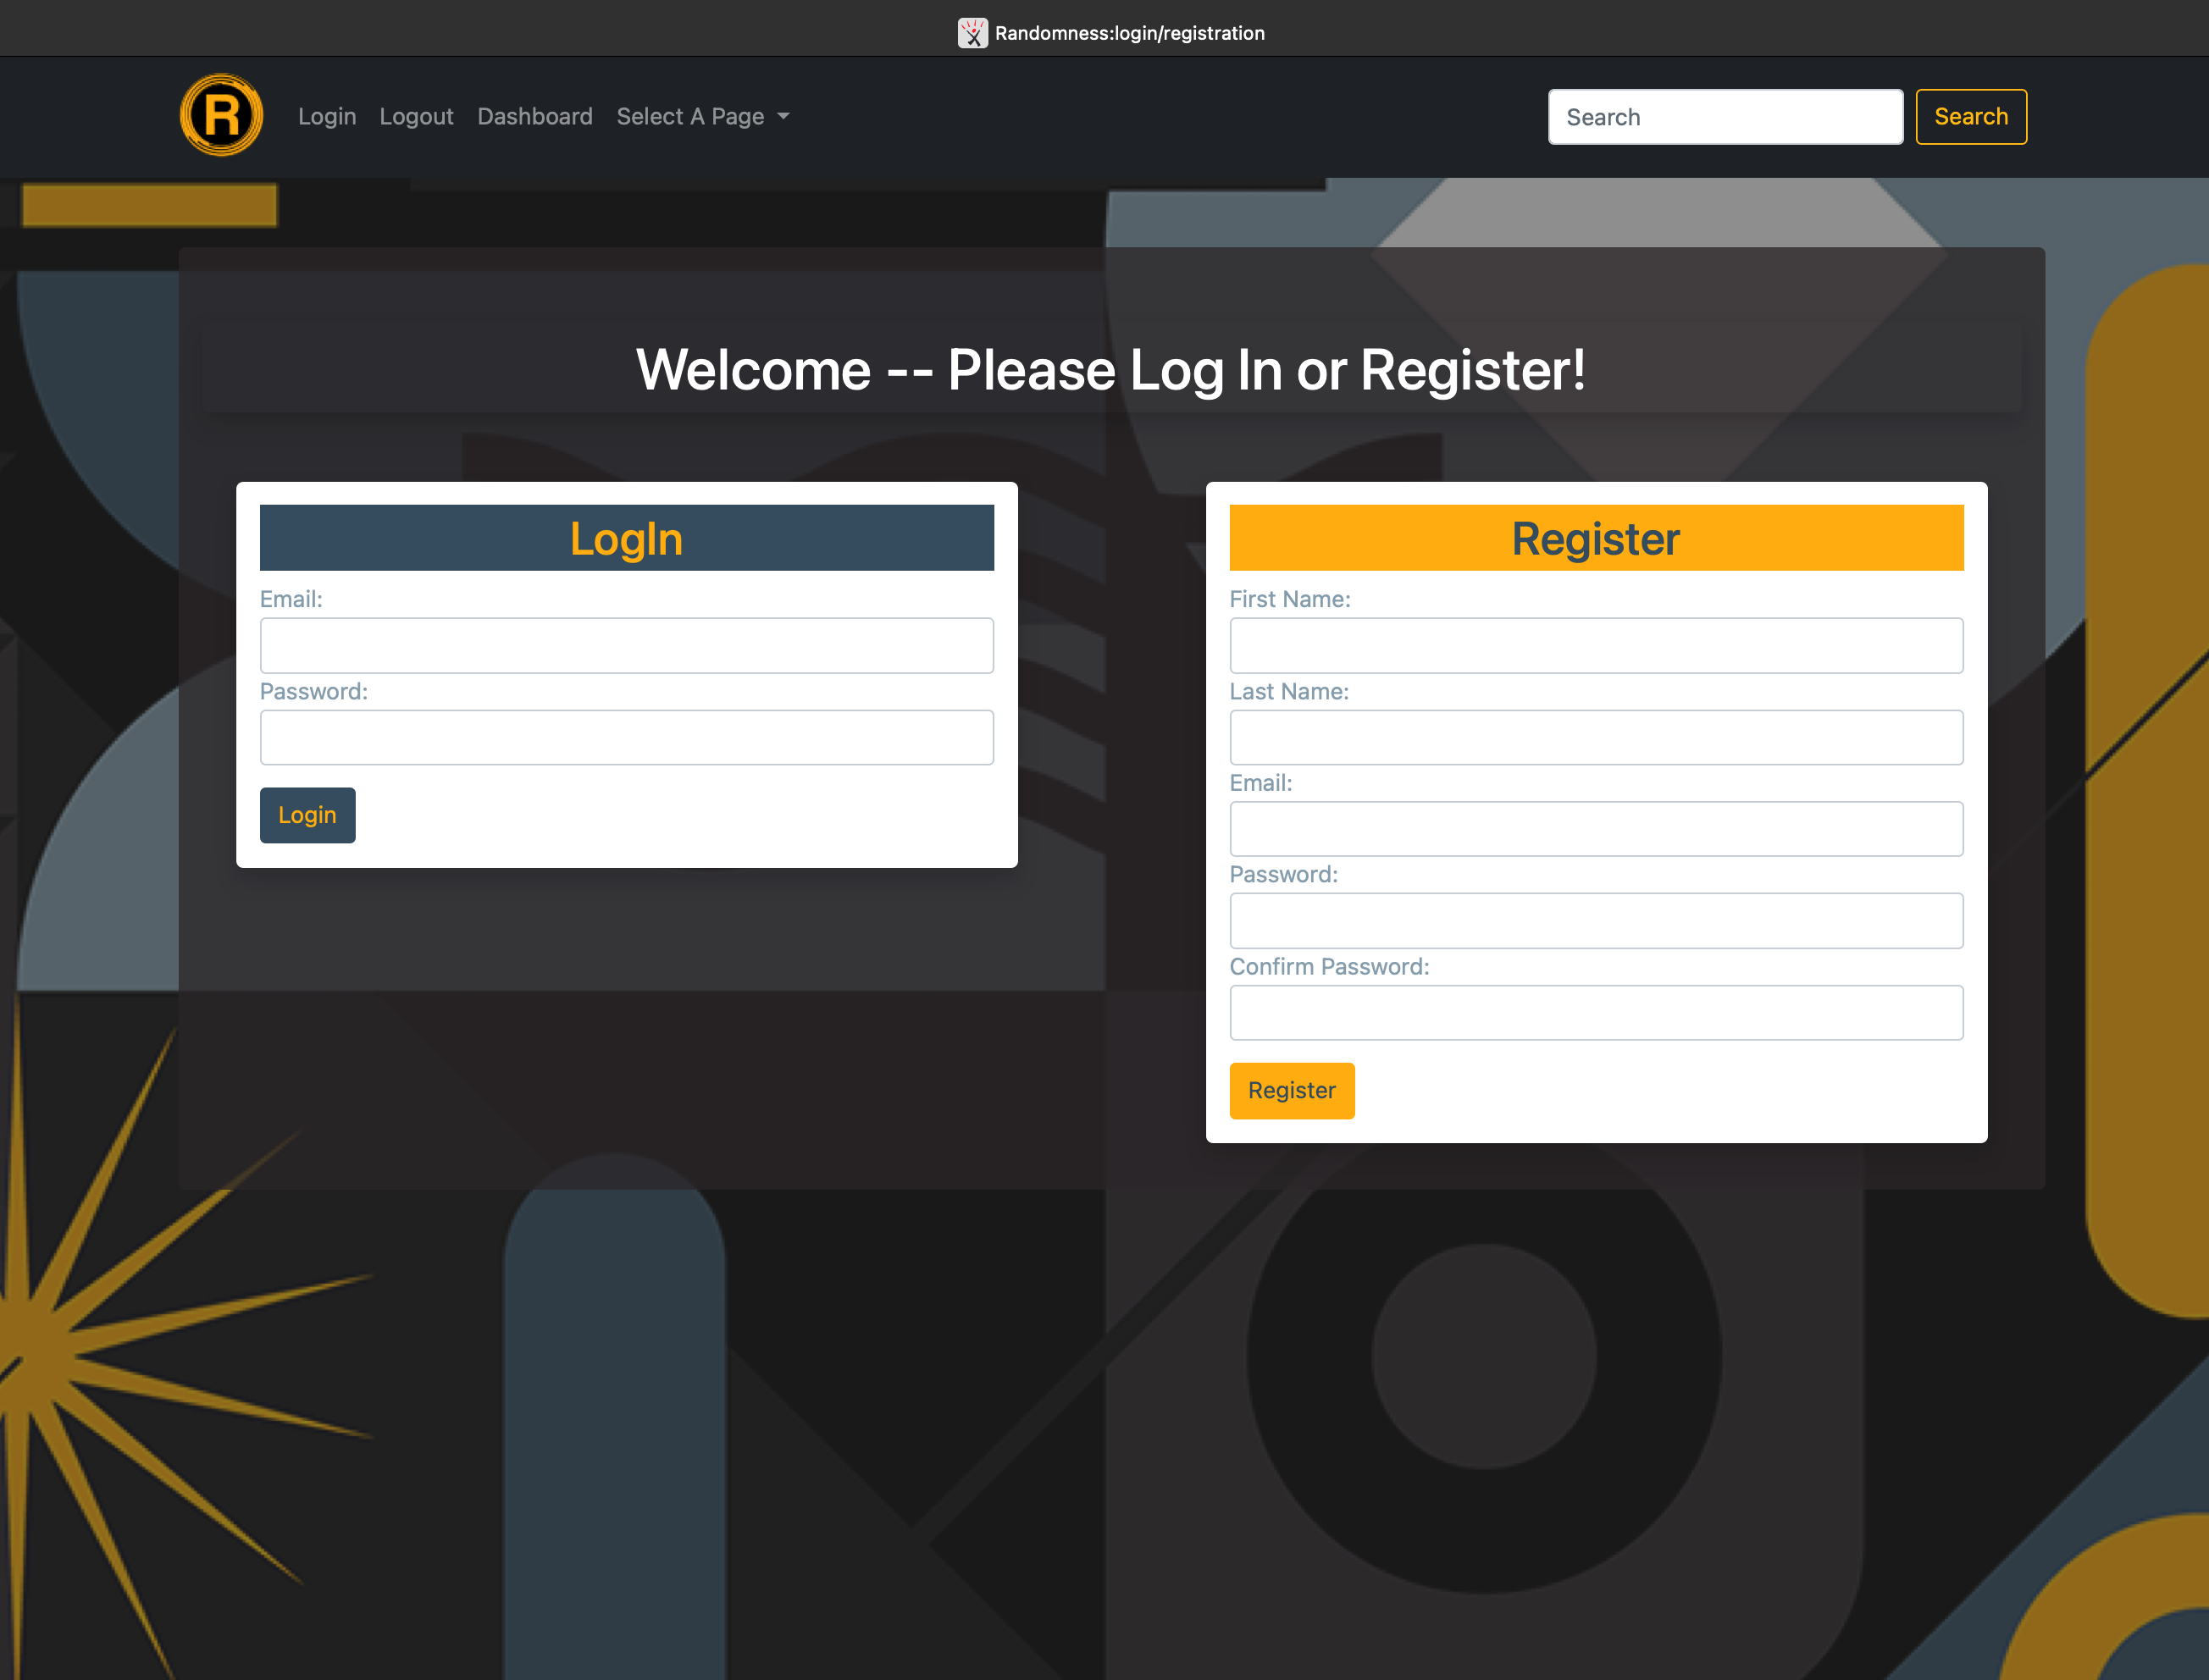 Randomness:login/registration
R Login Logout Dashboard Select A Page Search Search
Welcome -- Please Log In or Register!
LogIn
Email:
Password:
Login
Register
First Name:
Last Name:
Email:
Password:
Confirm Password:
Register